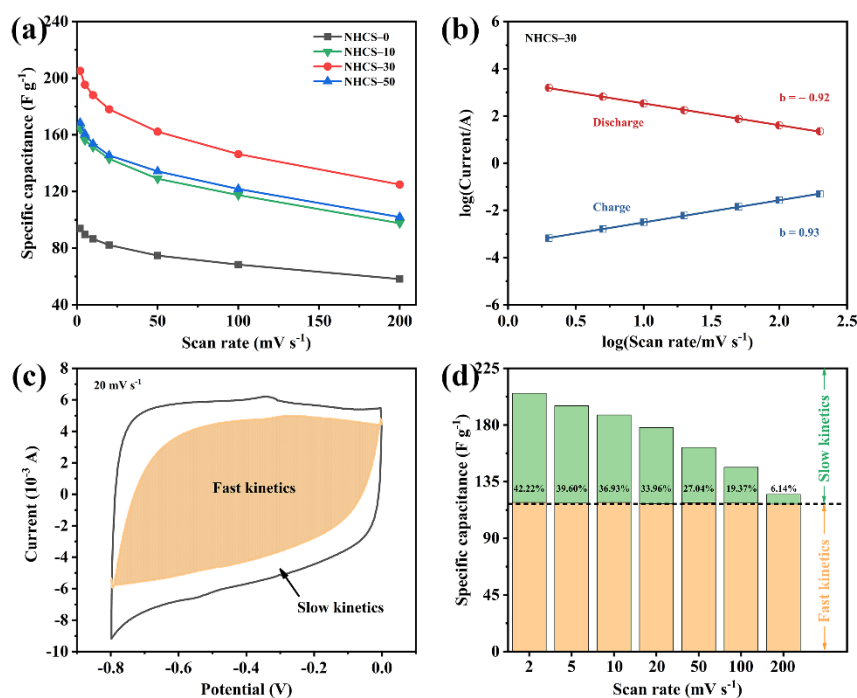 (a)
NHCS–0
NHCS–10
NHCS–30
NHCS–50
Specific capacitance (F g⁻¹)
240
200
160
120
80
40
0 50 100 150 200
Scan rate (mV s⁻¹)
(b)
NHCS–30
b = – 0.92
Discharge
Charge
b = 0.93
log(Current/A)
6
4
2
0
-2
-4
-6
0.0 0.5 1.0 1.5 2.0 2.5
log(Scan rate/mV s⁻¹)
(c)
20 mV s⁻¹
Fast kinetics
Slow kinetics
Current (10⁻³ A)
8
6
4
2
0
-2
-4
-6
-8
-10
-0.8 -0.6 -0.4 -0.2 0.0
Potential (V)
(d)
Specific capacitance (F g⁻¹)
225
180
135
90
45
0
42.22% 39.60% 36.93% 33.96% 27.04% 19.37% 6.14%
Slow kinetics
Fast kinetics
2 5 10 20 50 100 200
Scan rate (mV s⁻¹)